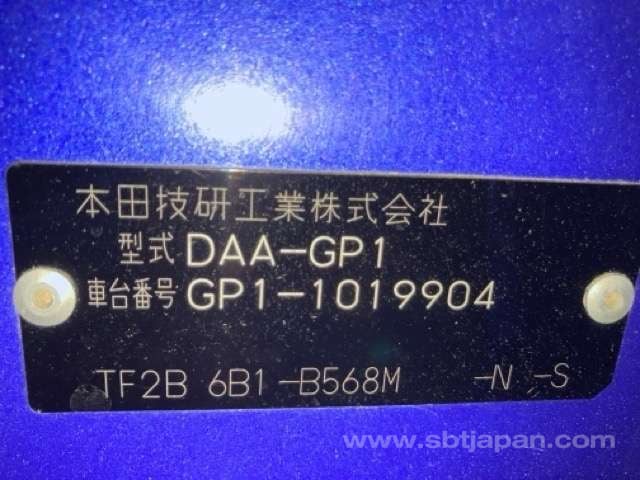 本田技研工業株式会社
型式 DAA-GP1
車台番号 GP1-1019904
TF2B 6B1-B568M -N -S
www.sbtjapan.com